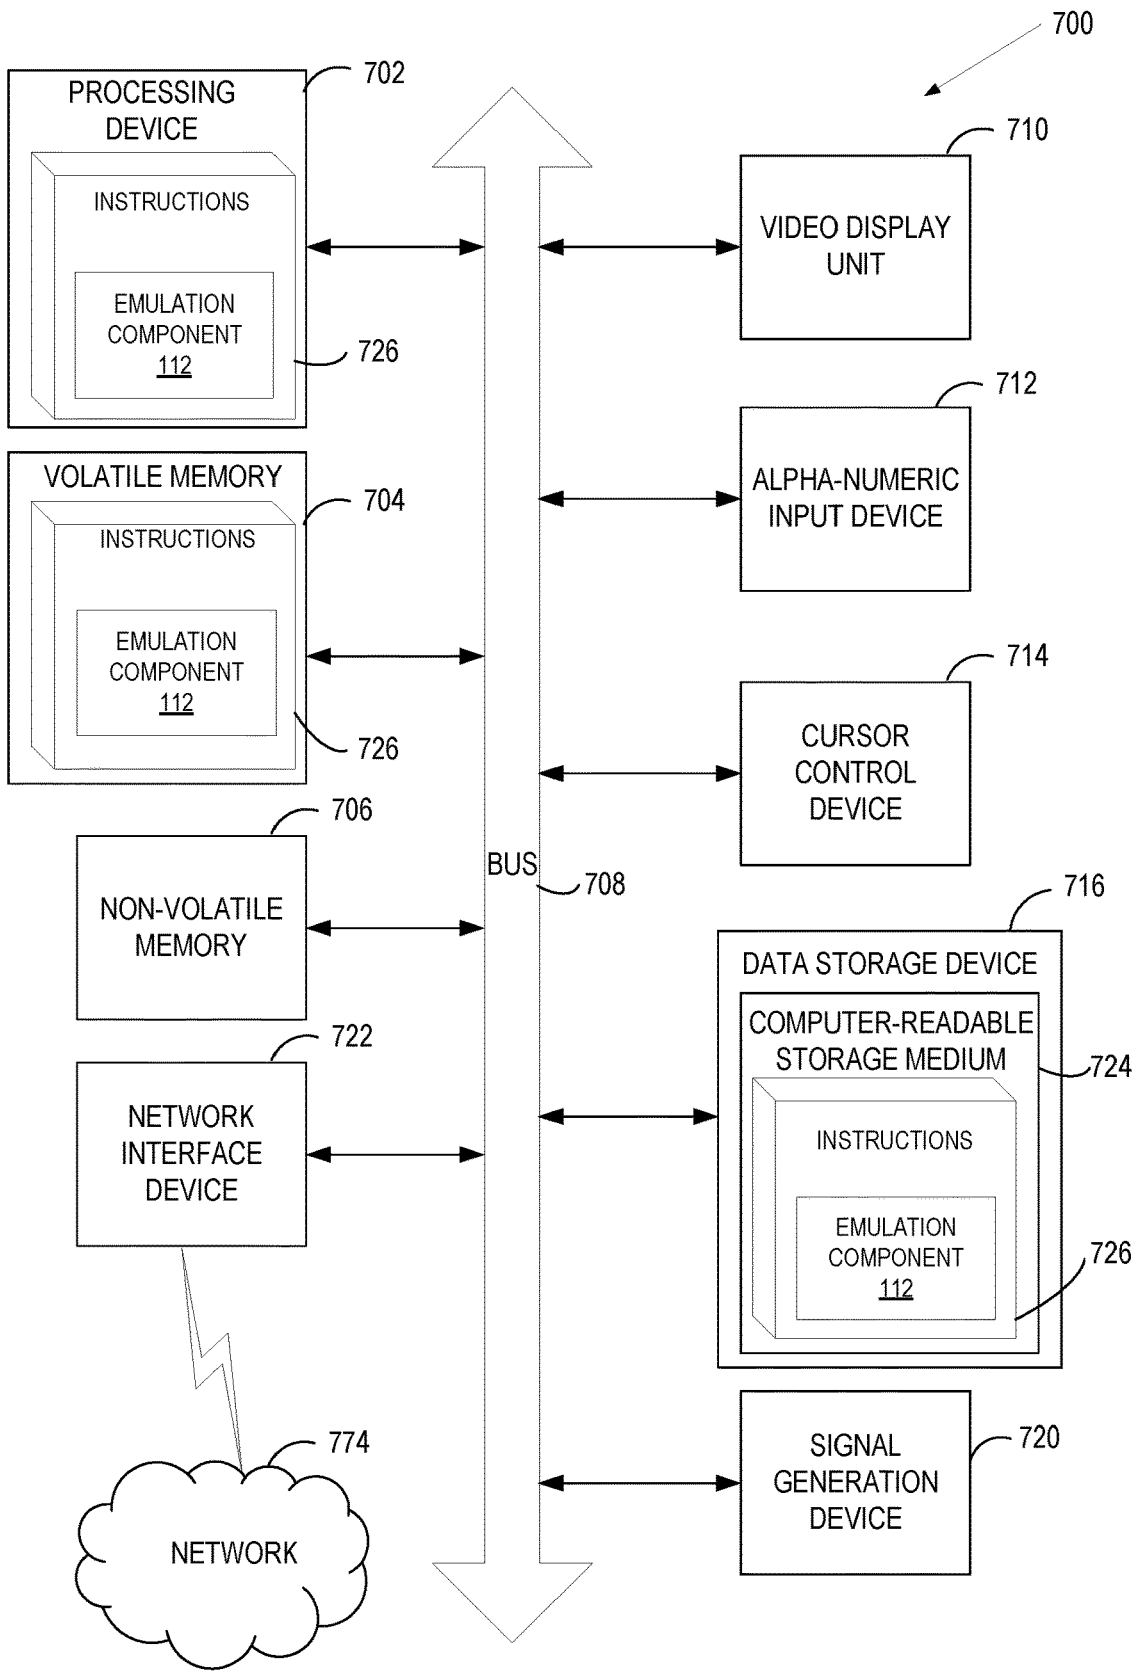 700
702
PROCESSING
DEVICE
INSTRUCTIONS
EMULATION
COMPONENT
112
726
VOLATILE MEMORY
704
INSTRUCTIONS
EMULATION
COMPONENT
112
726
706
NON-VOLATILE
MEMORY
722
NETWORK
INTERFACE
DEVICE
774
NETWORK
BUS
708
710
VIDEO DISPLAY
UNIT
712
ALPHA-NUMERIC
INPUT DEVICE
714
CURSOR
CONTROL
DEVICE
716
DATA STORAGE DEVICE
COMPUTER-READABLE
STORAGE MEDIUM
724
INSTRUCTIONS
EMULATION
COMPONENT
112
726
720
SIGNAL
GENERATION
DEVICE